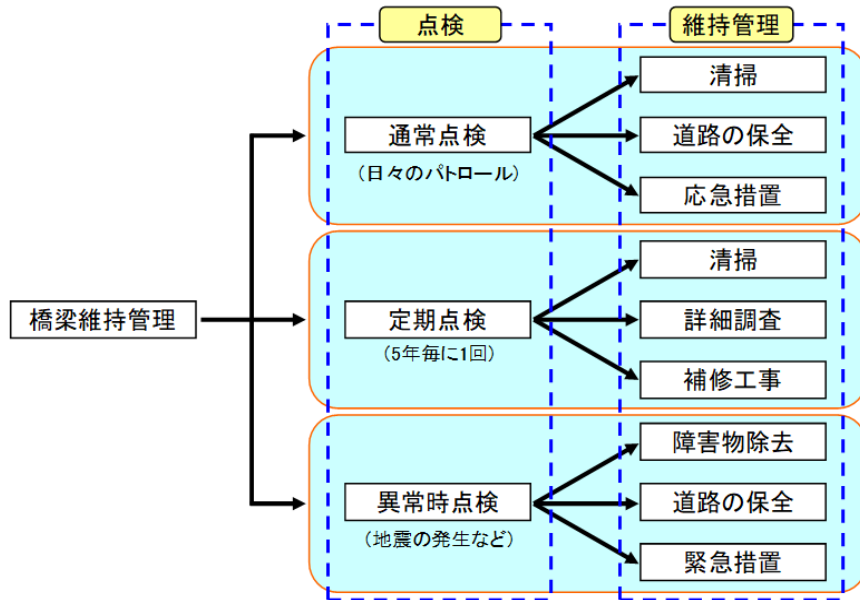 点検
維持管理
橋梁維持管理
通常点検
(日々のパトロール)
清掃
道路の保全
応急措置
定期点検
(5年毎に1回)
清掃
詳細調査
補修工事
異常時点検
(地震の発生など)
障害物除去
道路の保全
緊急措置